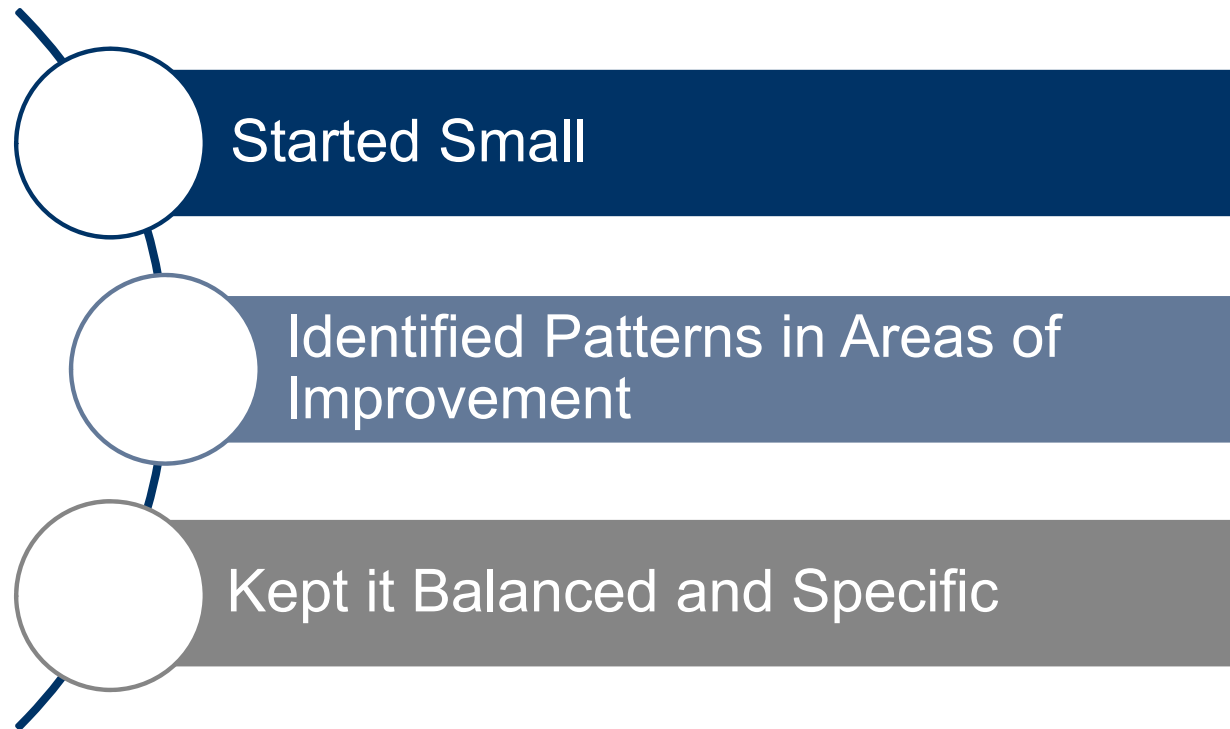 Started Small
Identified Patterns in Areas of
Improvement
Kept it Balanced and Specific